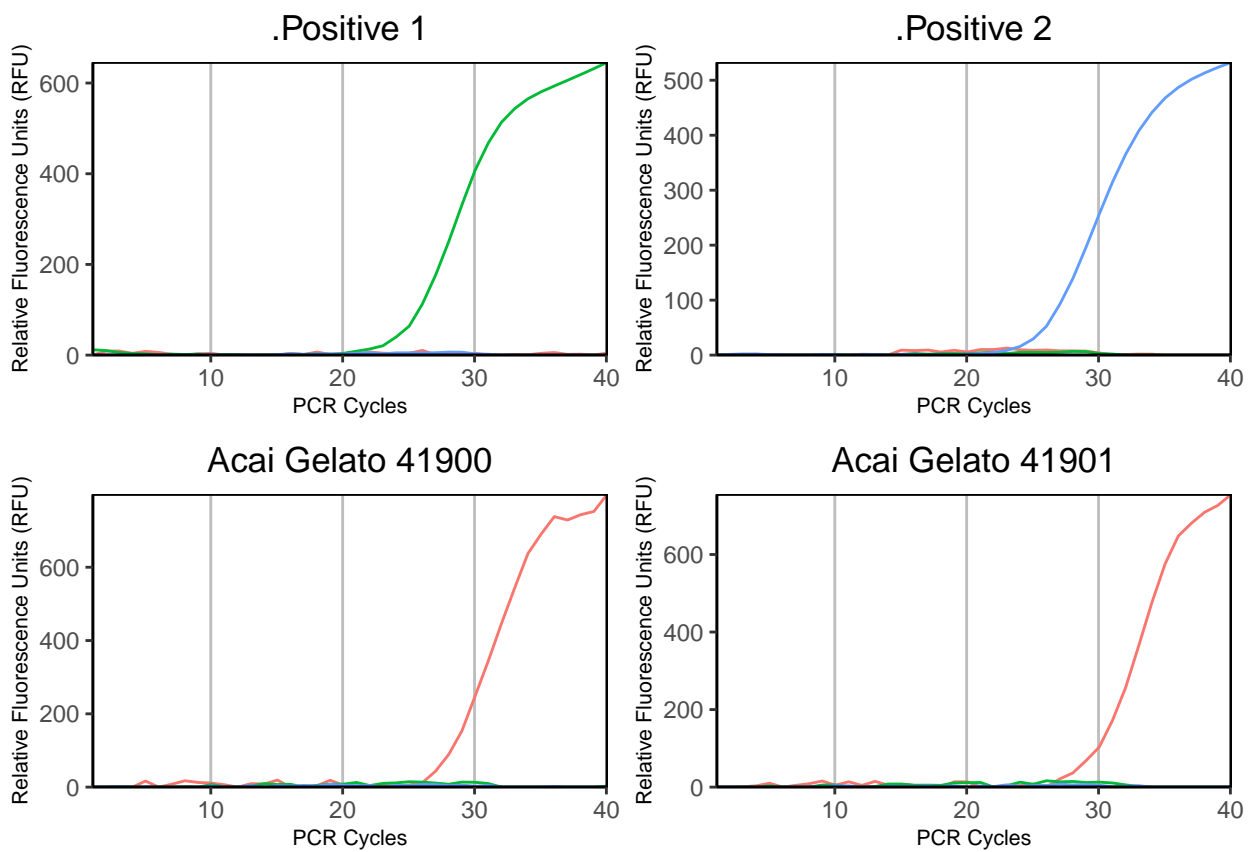 .Positive 1
Relative Fluorescence Units (RFU)
600
400
200
0
10 20 30 40
PCR Cycles
.Positive 2
Relative Fluorescence Units (RFU)
500
400
300
200
100
0
10 20 30 40
PCR Cycles
Acai Gelato 41900
Relative Fluorescence Units (RFU)
600
400
200
0
10 20 30 40
PCR Cycles
Acai Gelato 41901
Relative Fluorescence Units (RFU)
600
400
200
0
10 20 30 40
PCR Cycles